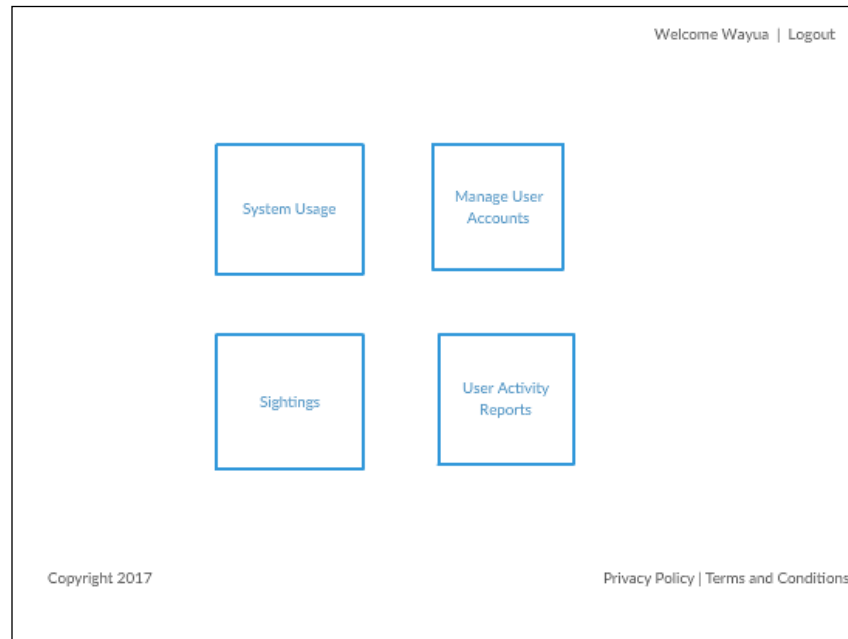 Welcome Wayua | Logout
System Usage
Manage User
Accounts
Sightings
User Activity
Reports
Copyright 2017
Privacy Policy | Terms and Conditions